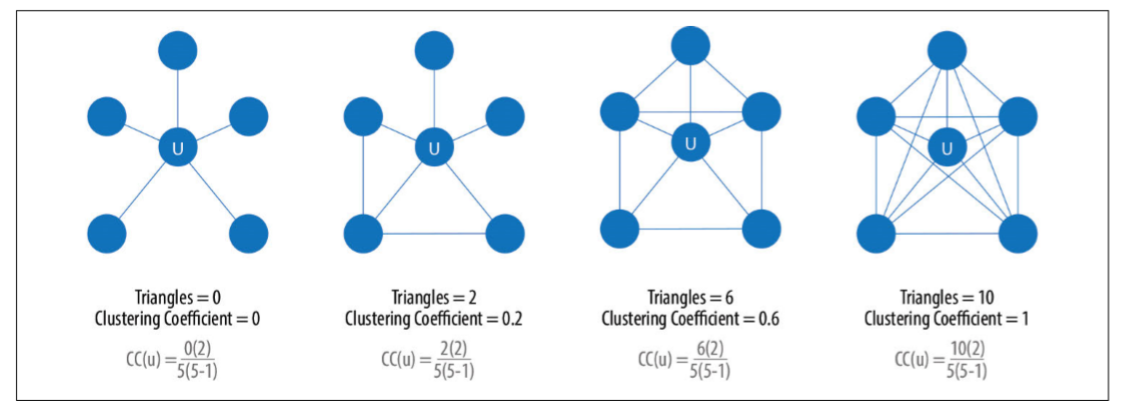 U
U
U
U
Triangles = 0
Clustering Coefficient = 0
CC(u) = 0(2)
5(5-1)
Triangles = 2
Clustering Coefficient = 0.2
CC(u) = 2(2)
5(5-1)
Triangles = 6
Clustering Coefficient = 0.6
CC(u) = 6(2)
5(5-1)
Triangles = 10
Clustering Coefficient = 1
CC(u) = 10(2)
5(5-1)